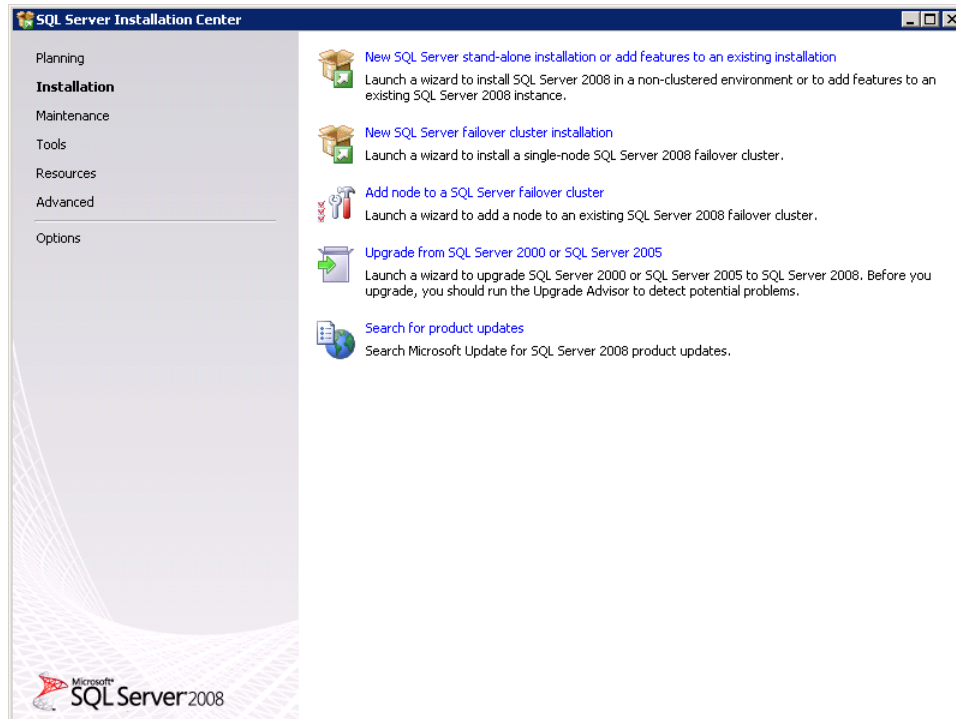 SQL Server Installation Center
Planning
Installation
Maintenance
Tools
Resources
Advanced
Options
New SQL Server stand-alone installation or add features to an existing installation
Launch a wizard to install SQL Server 2008 in a non-clustered environment or to add features to an
existing SQL Server 2008 instance.
New SQL Server failover cluster installation
Launch a wizard to install a single-node SQL Server 2008 failover cluster.
Add node to a SQL Server failover cluster
Launch a wizard to add a node to an existing SQL Server 2008 failover cluster.
Upgrade from SQL Server 2000 or SQL Server 2005
Launch a wizard to upgrade SQL Server 2000 or SQL Server 2005 to SQL Server 2008. Before you
upgrade, you should run the Upgrade Advisor to detect potential problems.
Search for product updates
Search Microsoft Update for SQL Server 2008 product updates.
Microsoft®
SQL Server 2008